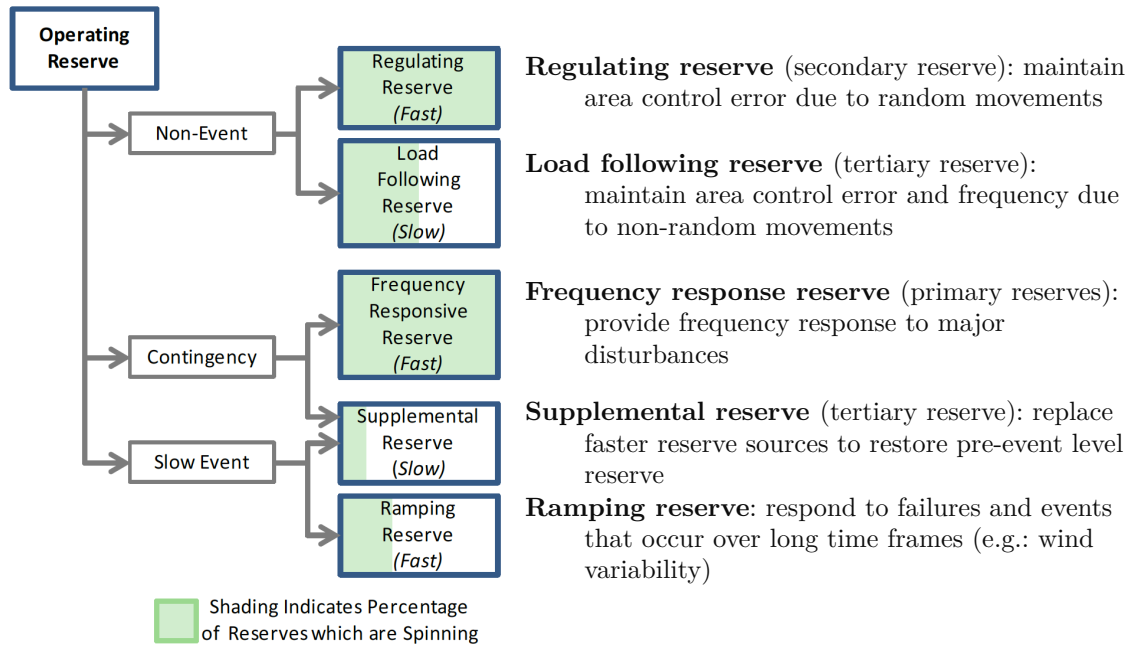 Operating
Reserve
Non-Event
Regulating
Reserve
(Fast)
Load
Following
Reserve
(Slow)
Contingency
Frequency
Responsive
Reserve
(Fast)
Supplemental
Reserve
(Slow)
Slow Event
Ramping
Reserve
(Fast)
Shading Indicates Percentage
of Reserves which are Spinning
Regulating reserve (secondary reserve): maintain
area control error due to random movements
Load following reserve (tertiary reserve):
maintain area control error and frequency due
to non-random movements
Frequency response reserve (primary reserves):
provide frequency response to major
disturbances
Supplemental reserve (tertiary reserve): replace
faster reserve sources to restore pre-event level
reserve
Ramping reserve: respond to failures and events
that occur over long time frames (e.g.: wind
variability)